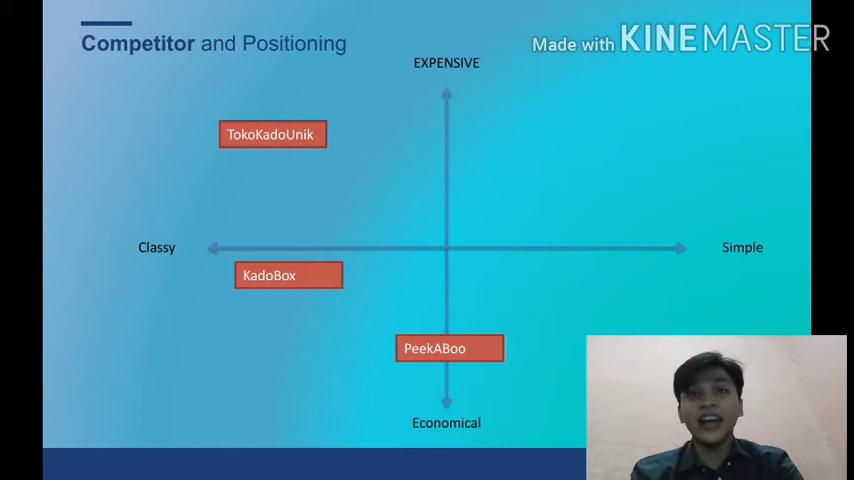 Competitor and Positioning
Made with KINEMASTER
EXPENSIVE
TokoKadoUnik
Classy
Simple
KadoBox
PeekABoo
Economical